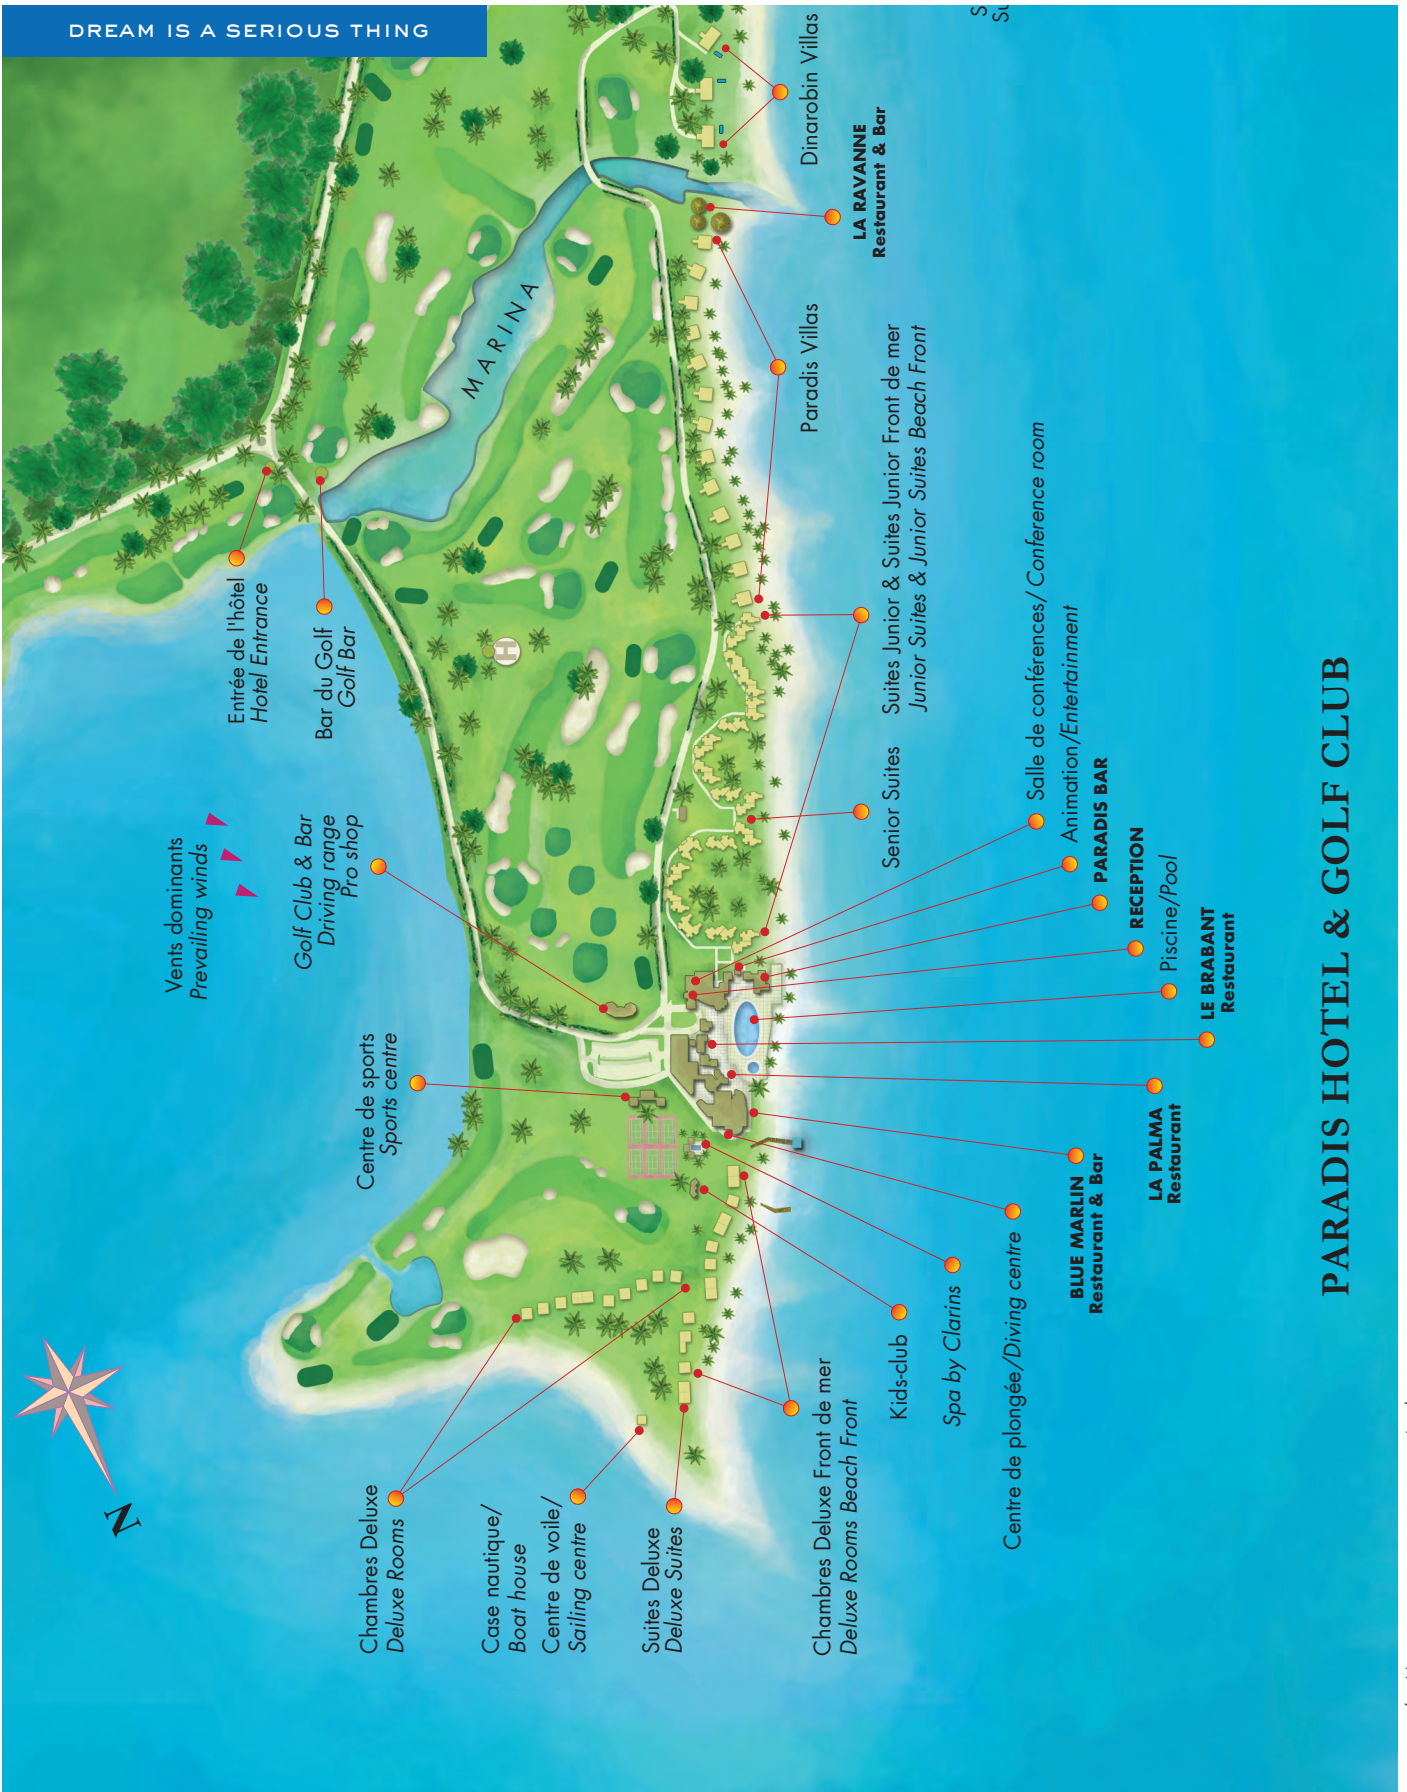 DREAM IS A SERIOUS THING
Dinarobin Villas
LA RAVANNE
Restaurant & Bar
MARINA
Paradis Villas
Suites Junior & Suites Junior Front de mer
Junior Suites & Junior Suites Beach Front
Entrée de l'hôtel
Hotel Entrance
Bar du Golf
Golf Bar
H
Senior Suites
Salle de conférences/ Conference room
Animation/Entertainment
PARADIS BAR
RECEPTION
Piscine/Pool
LE BRABANT
Restaurant
Vents dominants
Prevailing winds
Golf Club & Bar
Driving range
Pro shop
Centre de sports
Sports centre
LA PALMA
Restaurant
BLUE MARLIN
Restaurant & Bar
Centre de plongée/Diving centre
Spa by Clarins
Kids-club
Chambres Deluxe Front de mer
Deluxe Rooms Beach Front
Suites Deluxe
Deluxe Suites
Case nautique/
Boat house
Centre de voile/
Sailing centre
Chambres Deluxe
Deluxe Rooms
N
PARADIS HOTEL & GOLF CLUB